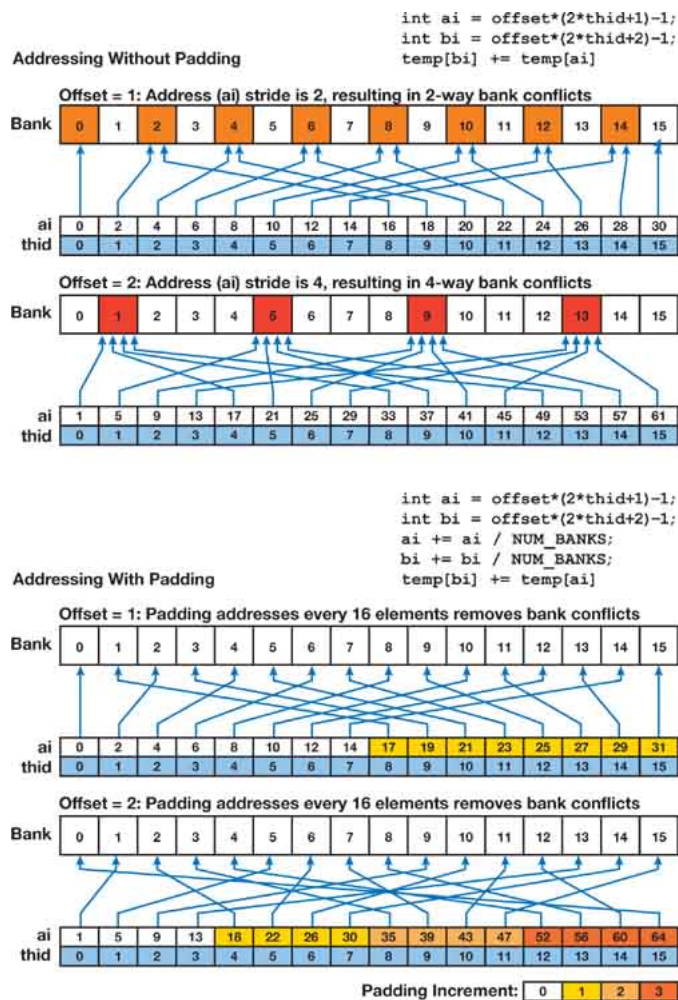 int ai = offset*(2*thid+1)-1;
int bi = offset*(2*thid+2)-1;
temp[bi] += temp[ai]
Addressing Without Padding
Offset = 1: Address (ai) stride is 2, resulting in 2-way bank conflicts
Bank 0 1 2 3 4 5 6 7 8 9 10 11 12 13 14 15
ai 0 2 4 6 8 10 12 14 16 18 20 22 24 26 28 30
thid 0 1 2 3 4 5 6 7 8 9 10 11 12 13 14 15
Offset = 2: Address (ai) stride is 4, resulting in 4-way bank conflicts
Bank 0 1 2 3 4 5 6 7 8 9 10 11 12 13 14 15
ai 1 5 9 13 17 21 25 29 33 37 41 45 49 53 57 61
thid 0 1 2 3 4 5 6 7 8 9 10 11 12 13 14 15
int ai = offset*(2*thid+1)-1;
int bi = offset*(2*thid+2)-1;
ai += ai / NUM_BANKS;
bi += bi / NUM_BANKS;
temp[bi] += temp[ai]
Addressing With Padding
Offset = 1: Padding addresses every 16 elements removes bank conflicts
Bank 0 1 2 3 4 5 6 7 8 9 10 11 12 13 14 15
ai 0 2 4 6 8 10 12 14 17 19 21 23 25 27 29 31
thid 0 1 2 3 4 5 6 7 8 9 10 11 12 13 14 15
Offset = 2: Padding addresses every 16 elements removes bank conflicts
Bank 0 1 2 3 4 5 6 7 8 9 10 11 12 13 14 15
ai 1 5 9 13 18 22 26 30 35 39 43 47 52 56 60 64
thid 0 1 2 3 4 5 6 7 8 9 10 11 12 13 14 15
Padding Increment: 0 1 2 3